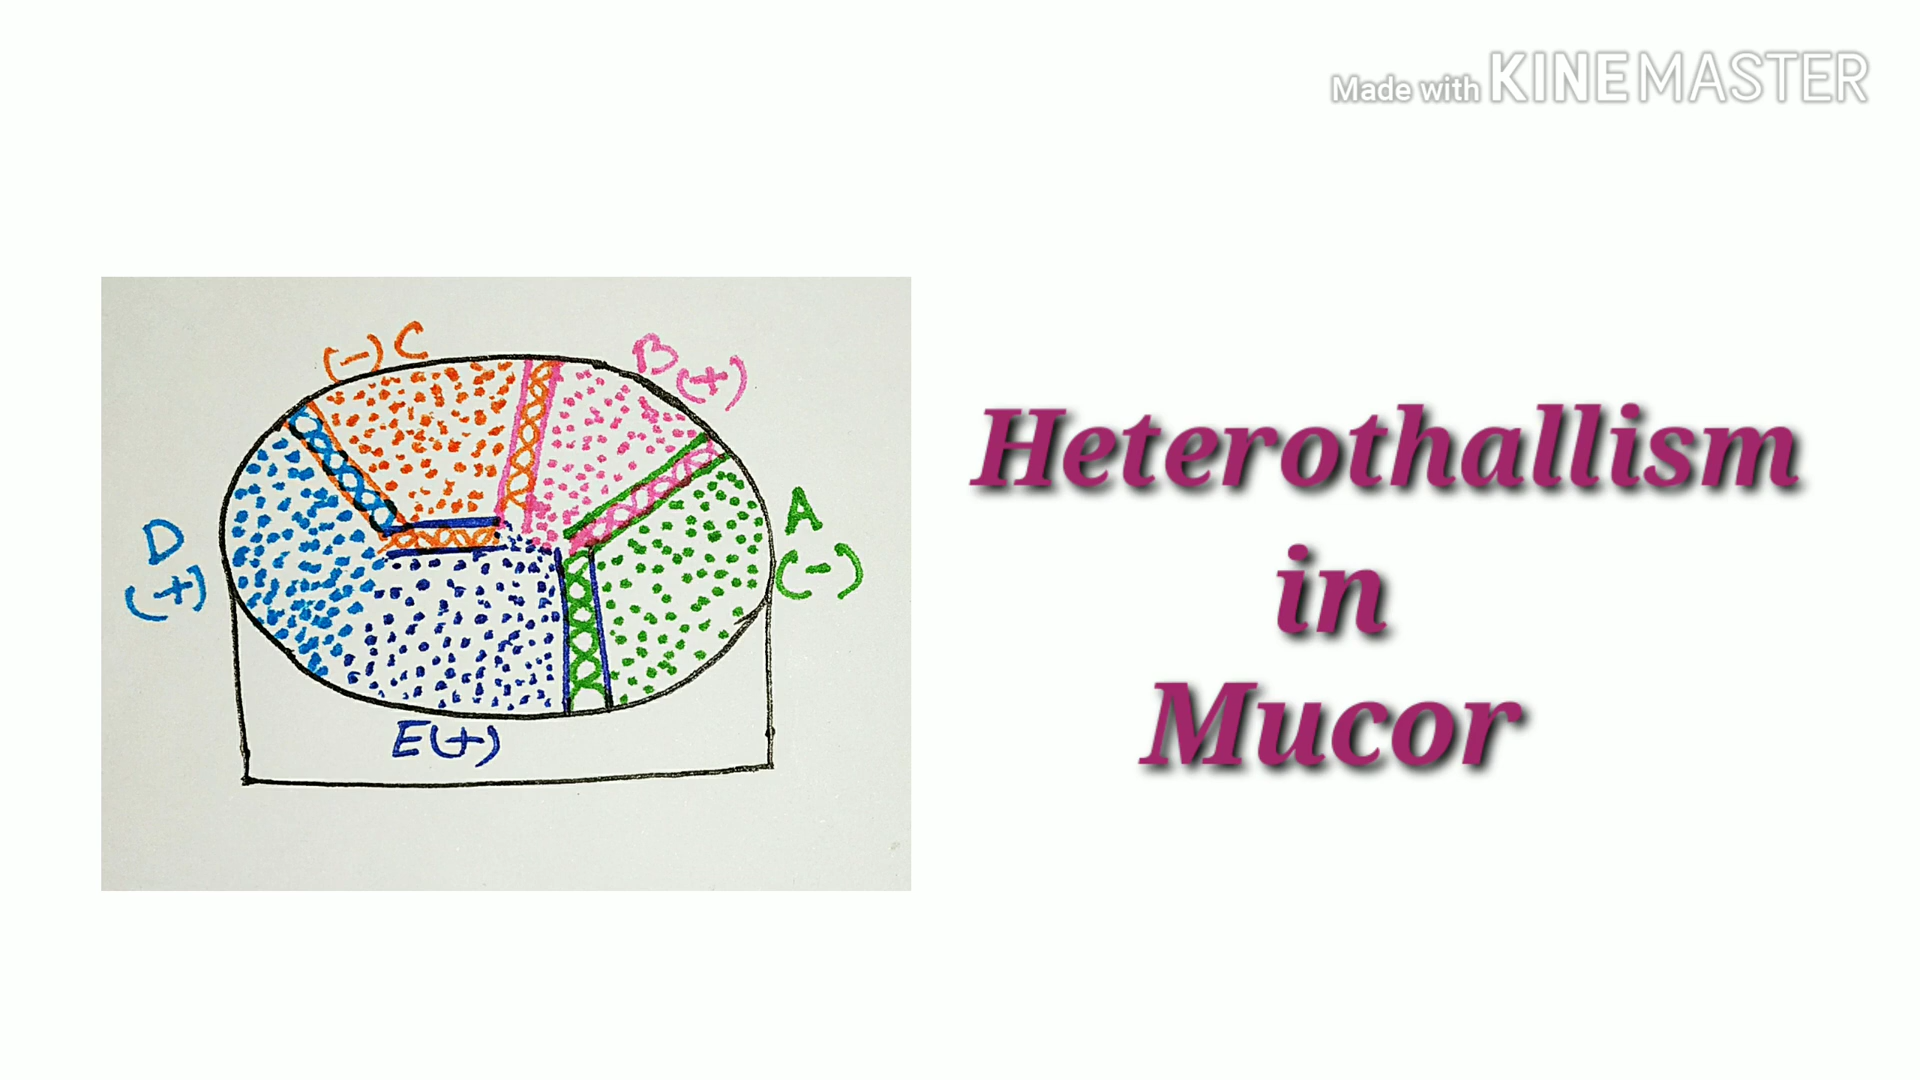 Made with KINEMASTER
(-) C
B
(+)
A
(-)
D
(+)
E(+)
Heterothallism
in
Mucor